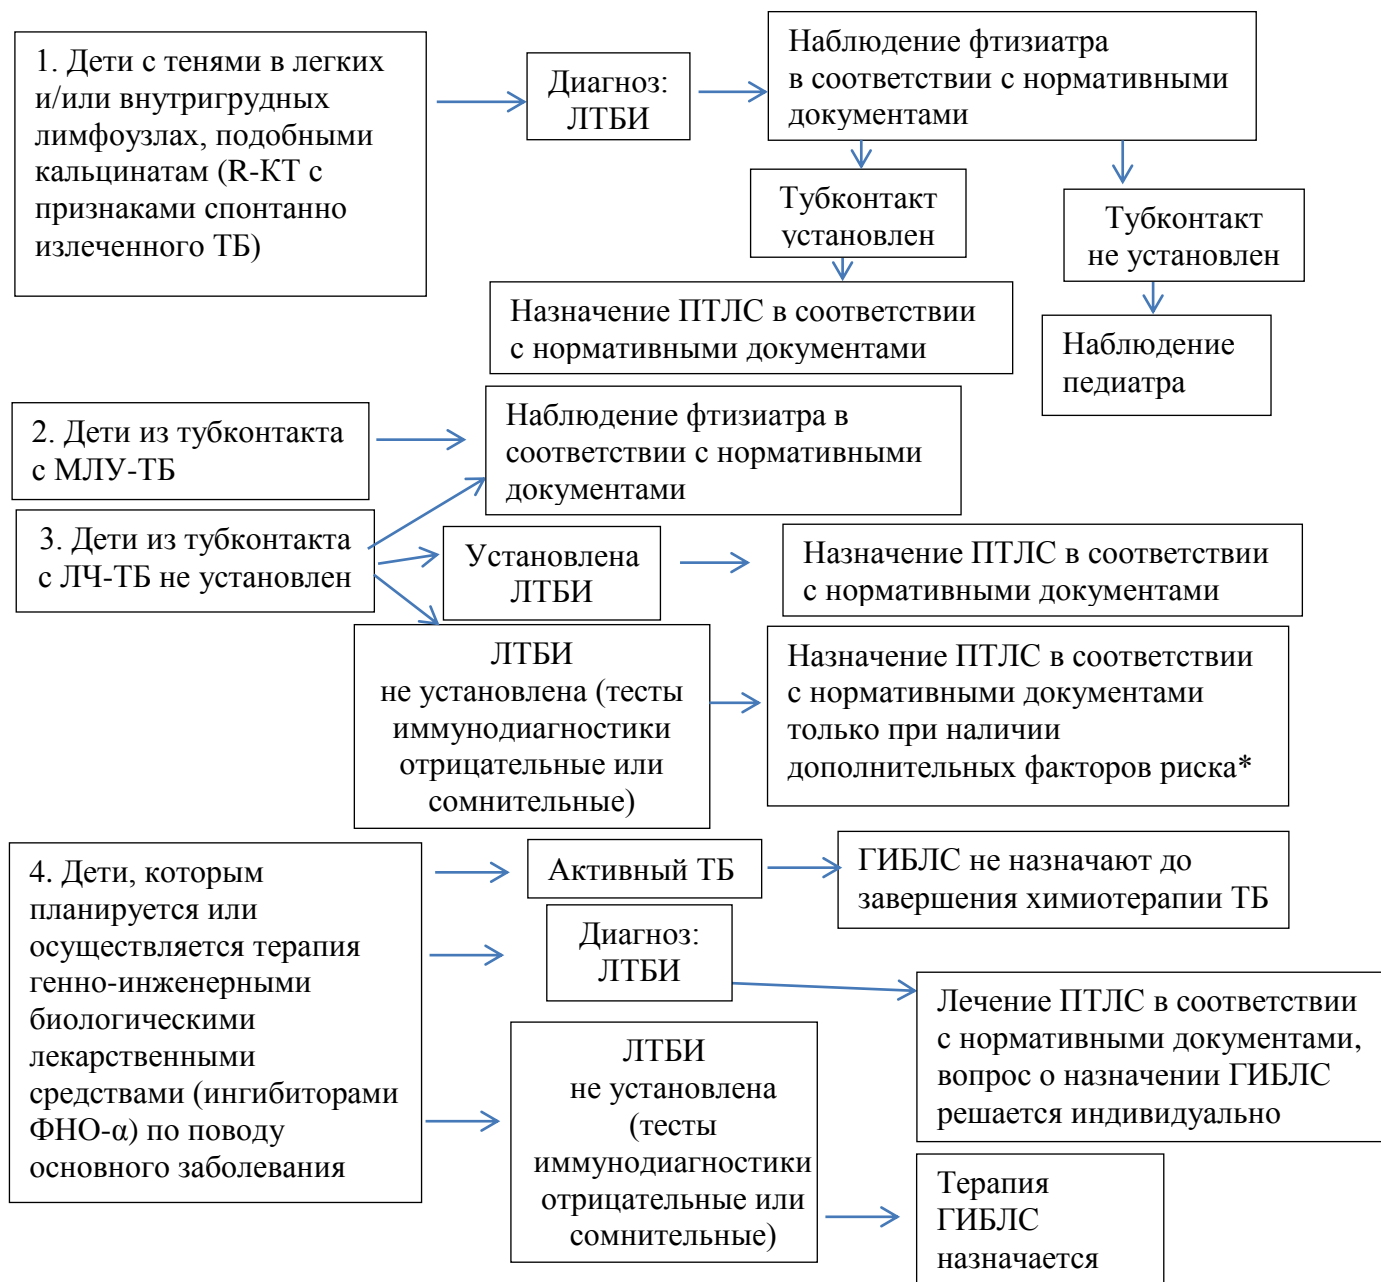 1. Дети с тенями в легких
и/или внутригрудных
лимфоузлах, подобными
кальцинатам (R-КТ с
признаками спонтанно
излеченного ТБ)
Диагноз:
ЛТБИ
Наблюдение фтизиатра
в соответствии с нормативными
документами
Тубконтакт
установлен
Тубконтакт
не установлен
Назначение ПТЛС в соответствии
с нормативными документами
Наблюдение
педиатра
2. Дети из тубконтакта
с МЛУ-ТБ
Наблюдение фтизиатра в
соответствии с нормативными
документами
3. Дети из тубконтакта
с ЛЧ-ТБ не установлен
Установлена
ЛТБИ
Назначение ПТЛС в соответствии
с нормативными документами
ЛТБИ
не установлена (тесты
иммунодиагностики
отрицательные или
сомнительные)
Назначение ПТЛС в соответствии
с нормативными документами
только при наличии
дополнительных факторов риска*
4. Дети, которым
планируется или
осуществляется терапия
генно-инженерными
биологическими
лекарственными
средствами (ингибиторами
ФНО-α) по поводу
основного заболевания
Активный ТБ
ГИБЛС не назначают до
завершения химиотерапии ТБ
Диагноз:
ЛТБИ
Лечение ПТЛС в соответствии
с нормативными документами,
вопрос о назначении ГИБЛС
решается индивидуально
ЛТБИ
не установлена
(тесты
иммунодиагностики
отрицательные или
сомнительные)
Терапия
ГИБЛС
назначается